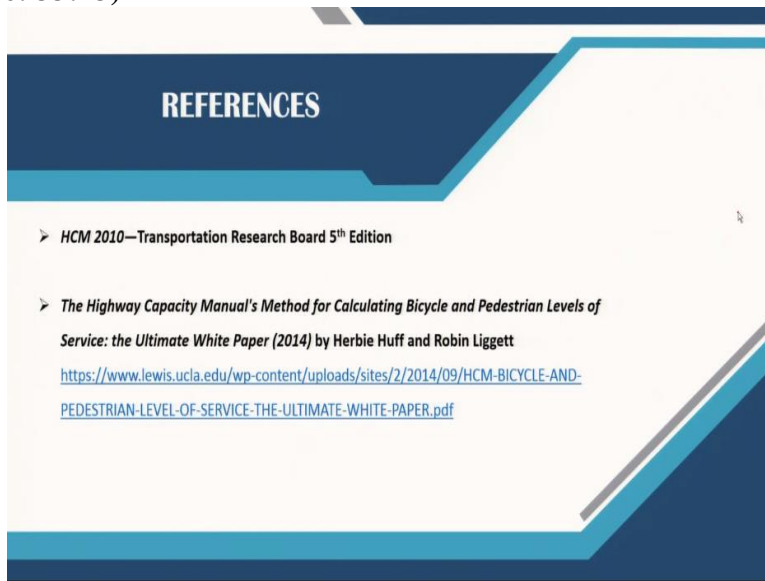 REFERENCES
➢ HCM 2010—Transportation Research Board 5th Edition
➢ The Highway Capacity Manual's Method for Calculating Bicycle and Pedestrian Levels of
Service: the Ultimate White Paper (2014) by Herbie Huff and Robin Liggett
https://www.lewis.ucla.edu/wp-content/uploads/sites/2/2014/09/HCM-BICYCLE-AND-
PEDESTRIAN-LEVEL-OF-SERVICE-THE-ULTIMATE-WHITE-PAPER.pdf